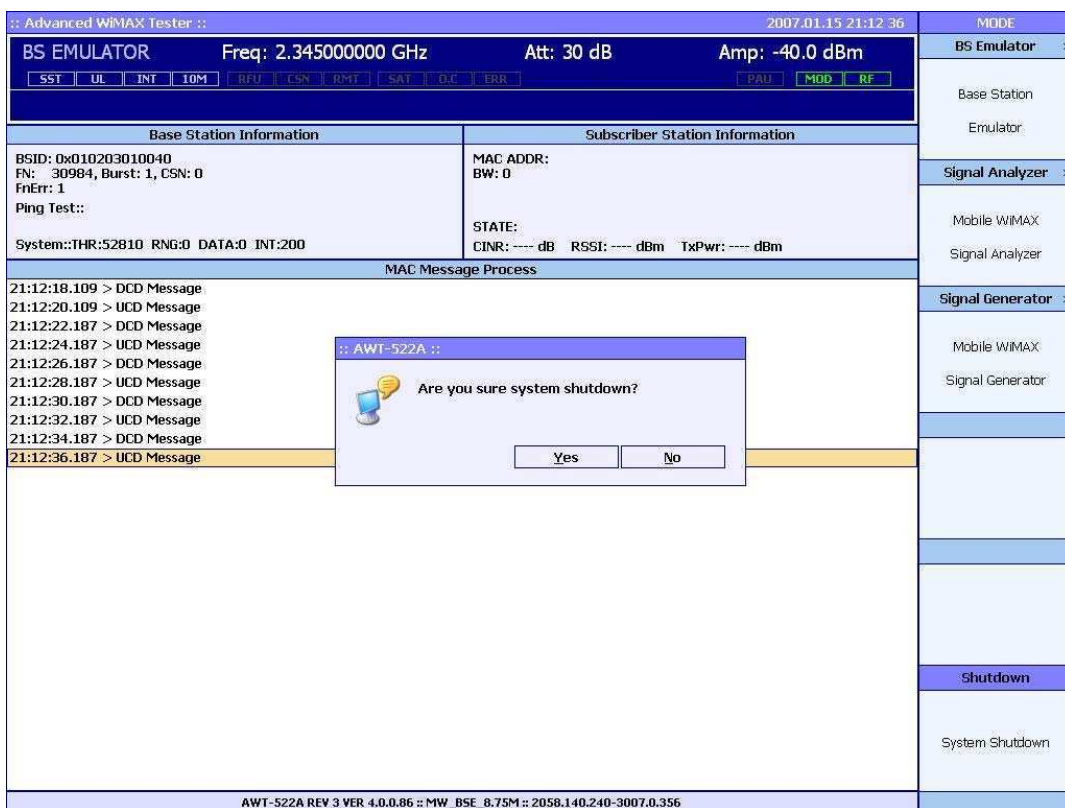 :: Advanced WiMAX Tester :: 2007.01.15 21:12 36
BS EMULATOR Freq: 2.345000000 GHz Att: 30 dB Amp: -40.0 dBm
SST UL INT 10M RFU CSN RMT SAT O.C ERR PAU MOD RF
Base Station Information
BSID: 0x010203010040
FN: 30984, Burst: 1, CSN: 0
FnErr: 1
Ping Test::
System::THR:52810 RNG:0 DATA:0 INT:200
Subscriber Station Information
MAC ADDR:
BW: 0
STATE:
CINR: ---- dB RSSI: ---- dBm TxPwr: ---- dBm
MAC Message Process
21:12:18.109 > DCD Message
21:12:20.109 > UCD Message
21:12:22.187 > DCD Message
21:12:24.187 > UCD Message
21:12:26.187 > DCD Message
21:12:28.187 > UCD Message
21:12:30.187 > DCD Message
21:12:32.187 > UCD Message
21:12:34.187 > DCD Message
21:12:36.187 > UCD Message
:: AWT-522A ::
Are you sure system shutdown?
Yes No
MODE
BS Emulator
Base Station
Emulator
Signal Analyzer
Mobile WiMAX
Signal Analyzer
Signal Generator
Mobile WiMAX
Signal Generator
Shutdown
System Shutdown
AWT-522A REV 3 VER 4.0.0.86 :: MW_BSE_8.75M :: 2058.140.240-3007.0.356